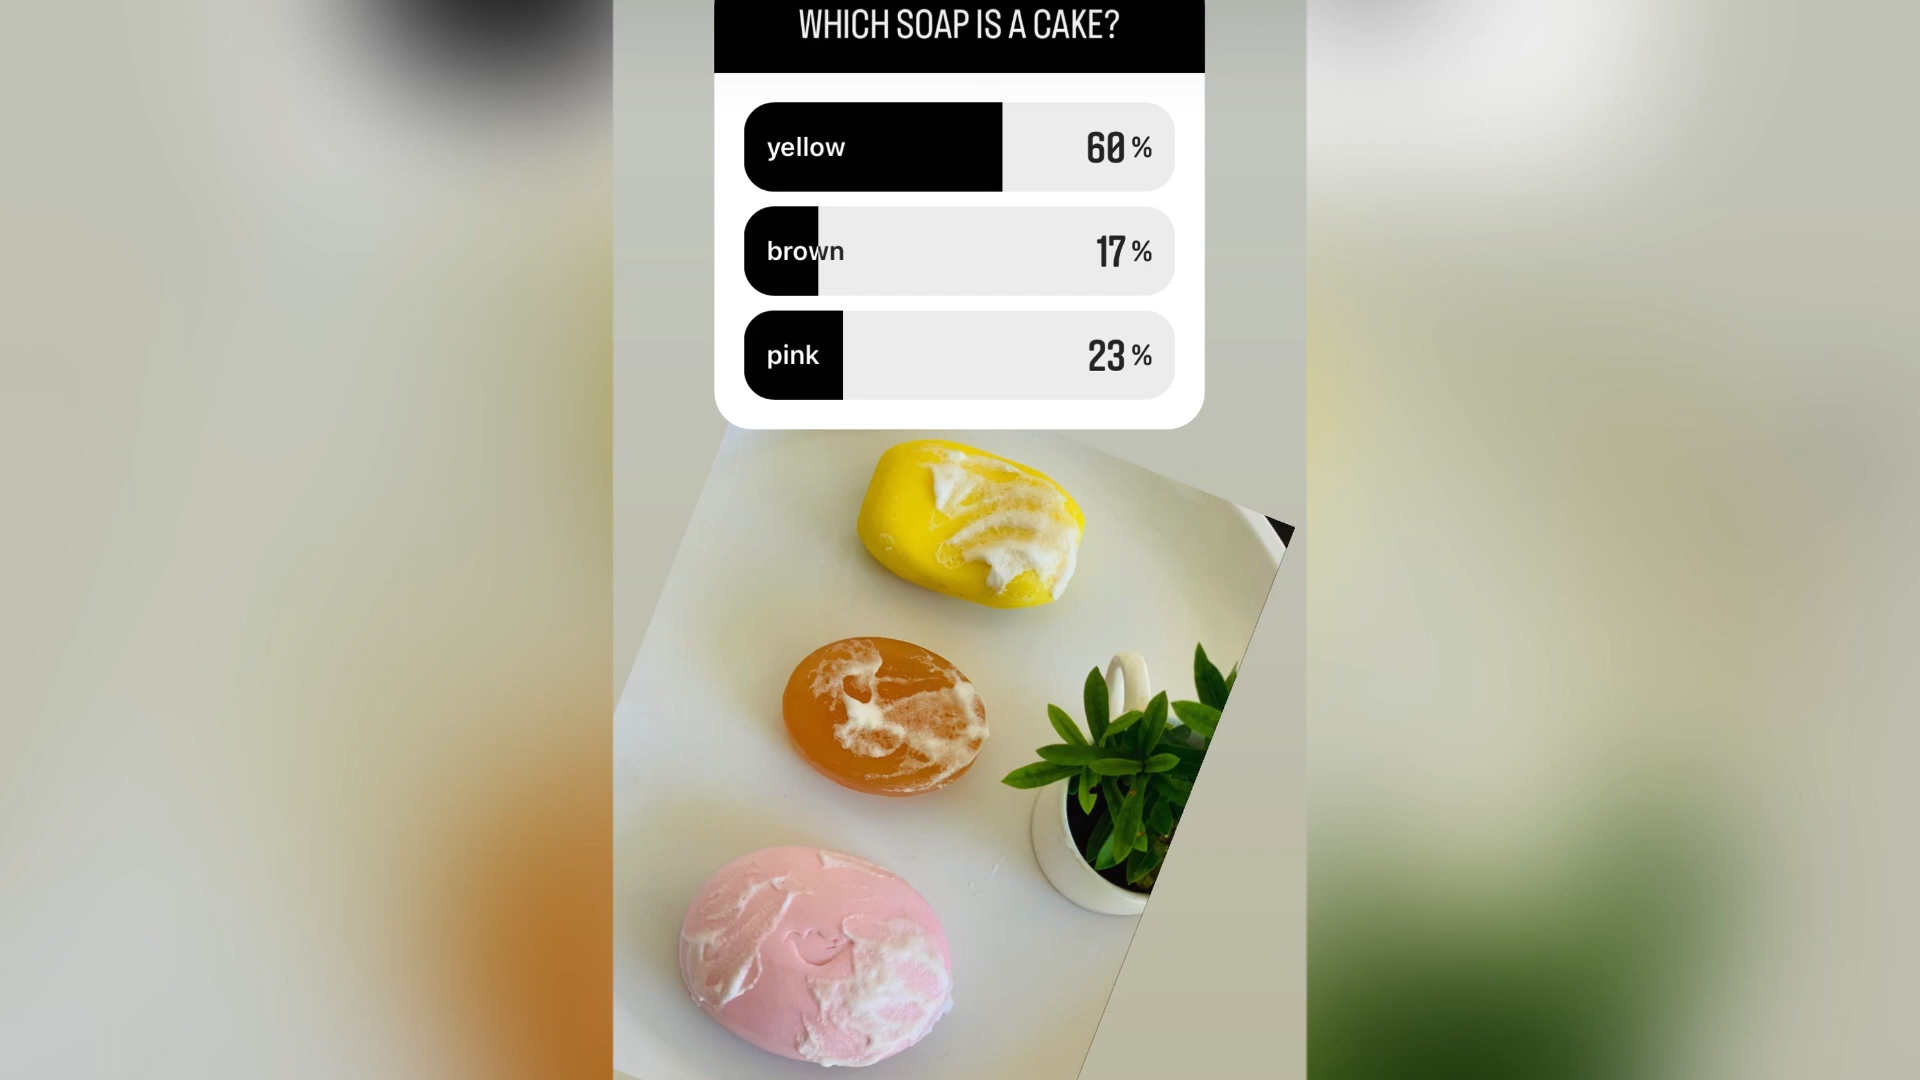 WHICH SOAP IS A CAKE?
yellow 60%
brown 17%
pink 23%